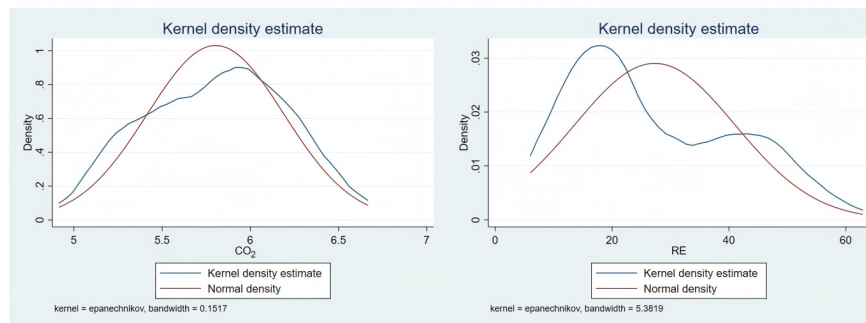 Kernel density estimate
Density
0
.2
.4
.6
.8
1
5
5.5
6
6.5
7
CO2
Kernel density estimate
Normal density
kernel = epanechnikov, bandwidth = 0.1517
Kernel density estimate
Density
0
.01
.02
.03
0
20
40
60
RE
Kernel density estimate
Normal density
kernel = epanechnikov, bandwidth = 5.3819